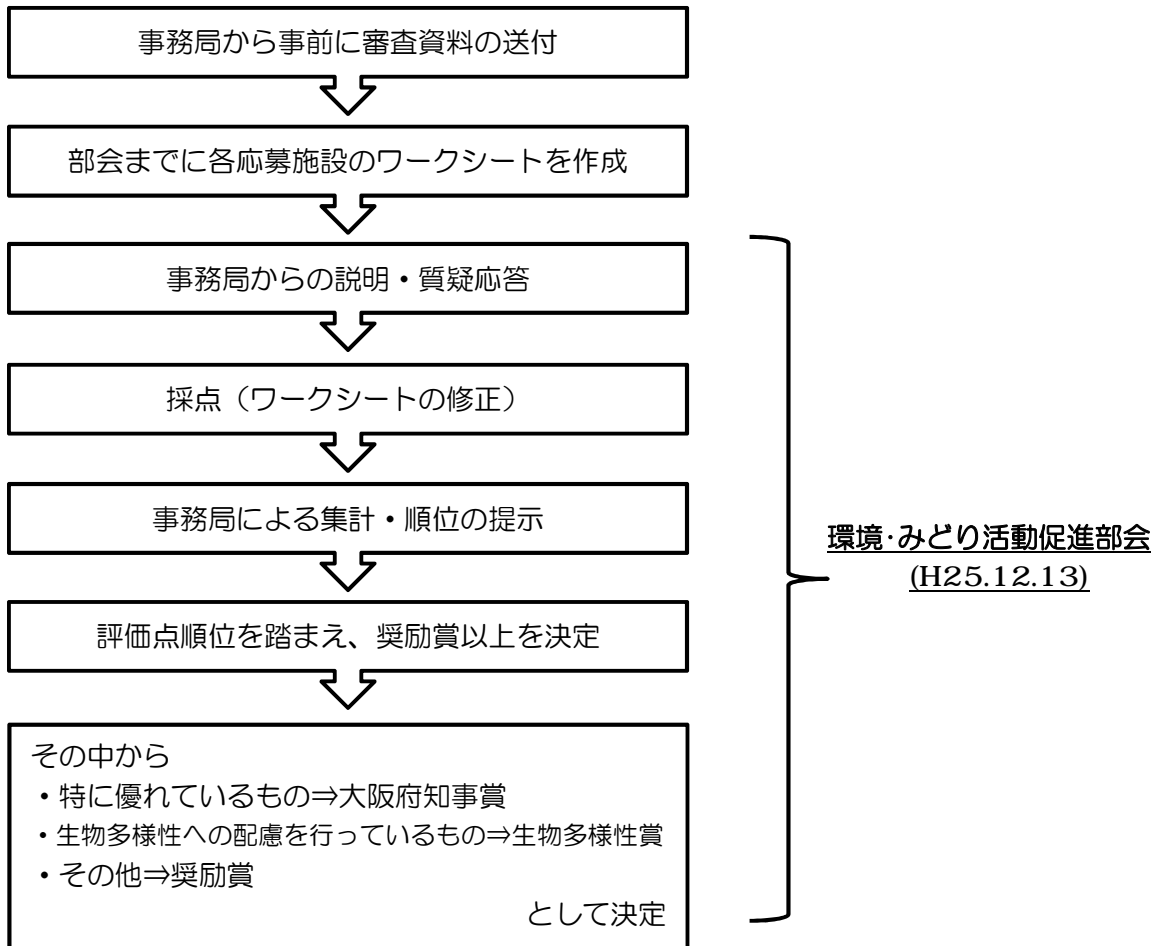 事務局から事前に審査資料の送付
部会までに各応募施設のワークシートを作成
事務局からの説明・質疑応答
採点（ワークシートの修正）
事務局による集計・順位の提示
評価点順位を踏まえ、奨励賞以上を決定
その中から
・特に優れているもの⇒大阪府知事賞
・生物多様性への配慮を行っているもの⇒生物多様性賞
・その他⇒奨励賞
として決定
環境・みどり活動促進部会
(H25.12.13)